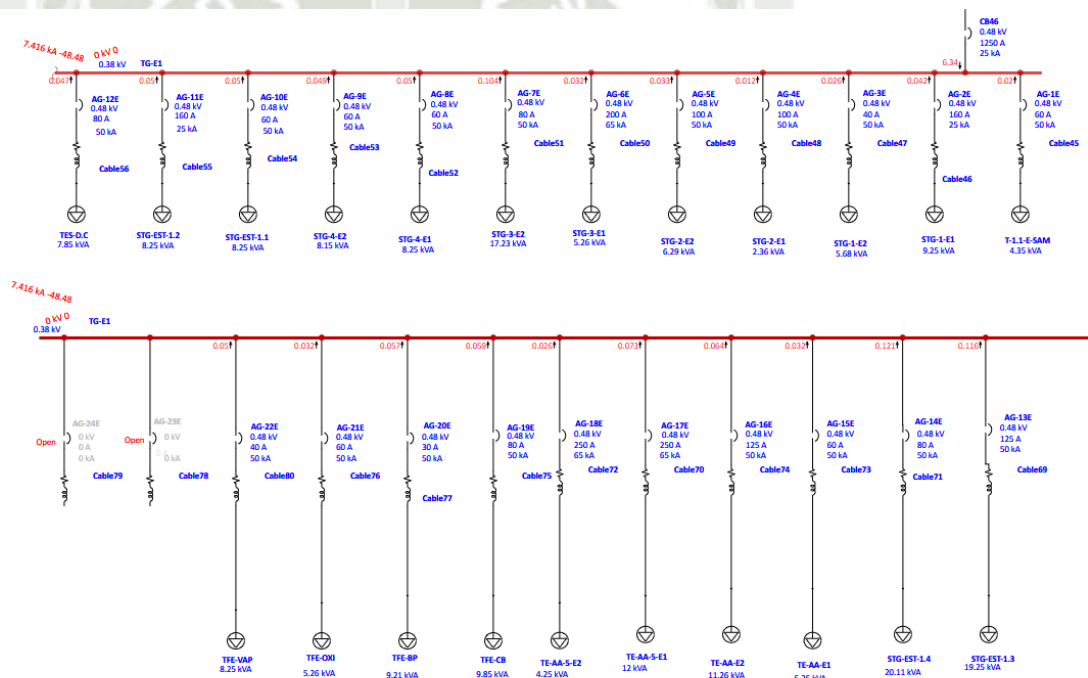 CB46
0.48 kV
1250 A
25 kA
7.416 kA -48.48
0 kV 0
0.38 kV
TG-E1
6.34
0.047
0.05
0.05
0.049
0.05
0.104
0.032
0.033
0.012
0.026
0.042
0.02
AG-12E
0.48 kV
80 A
50 kA
Cable56
TES-D.C
7.85 kVA
AG-11E
0.48 kV
160 A
25 kA
Cable55
STG-EST-1.2
8.25 kVA
AG-10E
0.48 kV
60 A
50 kA
Cable54
STG-EST-1.1
8.25 kVA
AG-9E
0.48 kV
60 A
50 kA
Cable53
STG-4-E2
8.15 kVA
AG-8E
0.48 kV
60 A
50 kA
Cable52
STG-4-E1
8.25 kVA
AG-7E
0.48 kV
80 A
50 kA
Cable51
STG-3-E2
17.23 kVA
AG-6E
0.48 kV
200 A
65 kA
Cable50
STG-3-E1
5.26 kVA
AG-5E
0.48 kV
100 A
50 kA
Cable49
STG-2-E2
6.29 kVA
AG-4E
0.48 kV
100 A
50 kA
Cable48
STG-2-E1
2.36 kVA
AG-3E
0.48 kV
40 A
50 kA
Cable47
STG-1-E2
5.68 kVA
AG-2E
0.48 kV
160 A
25 kA
Cable46
STG-1-E1
9.25 kVA
AG-1E
0.48 kV
60 A
50 kA
Cable45
T-1.1-E-SAM
4.35 kVA
7.416 kA -48.48
0 kV 0
0.38 kV
TG-E1
0.05
0.032
0.057
0.059
0.026
0.073
0.064
0.032
0.121
0.116
AG-24E
Open
0 kV
0 A
0 kA
Cable79
AG-23E
Open
0 kV
0 kA
Cable78
AG-22E
0.48 kV
40 A
50 kA
Cable80
TFE-VAP
8.25 kVA
AG-21E
0.48 kV
60 A
50 kA
Cable76
TFE-OXI
5.26 kVA
AG-20E
0.48 kV
30 A
50 kA
Cable77
TFE-BP
9.21 kVA
AG-19E
0.48 kV
80 A
50 kA
Cable75
TFE-CB
9.85 kVA
AG-18E
0.48 kV
250 A
65 kA
Cable72
TE-AA-5-E2
4.25 kVA
AG-17E
0.48 kV
250 A
65 kA
Cable70
TE-AA-5-E1
12 kVA
AG-16E
0.48 kV
125 A
50 kA
Cable74
TE-AA-E2
11.26 kVA
AG-15E
0.48 kV
60 A
50 kA
Cable73
TE-AA-E1
5.26 kVA
AG-14E
0.48 kV
80 A
50 kA
Cable71
STG-EST-1.4
20.11 kVA
AG-13E
0.48 kV
125 A
50 kA
Cable69
STG-EST-1.3
19.25 kVA